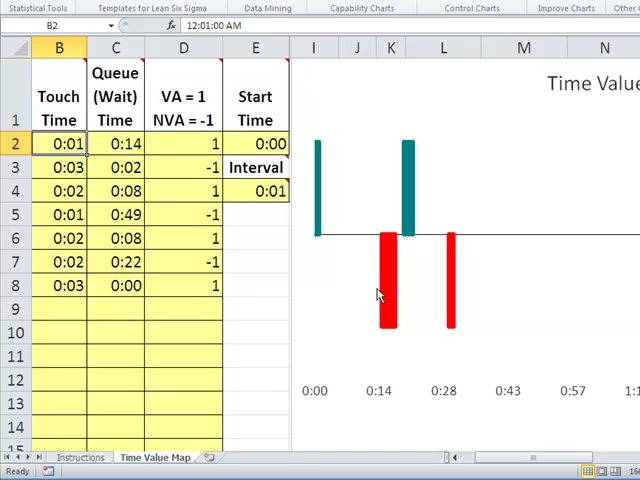 Statistical Tools Templates for Lean Six Sigma Data Mining Capability Charts Control Charts Improve Charts Other
B2 fx 12:01:00 AM
B C D E I J K L M N
1 Touch Time Queue (Wait) Time VA = 1 NVA = -1 Start Time
2 0:01 0:14 1 0:00
3 0:03 0:02 -1 Interval
4 0:02 0:08 1 0:01
5 0:01 0:49 -1
6 0:02 0:08 1
7 0:02 0:22 -1
8 0:03 0:00 1
9
10
11
12
13
14
15
Time Value
0:00 0:14 0:28 0:43 0:57 1:1
Instructions Time Value Map
Ready 16